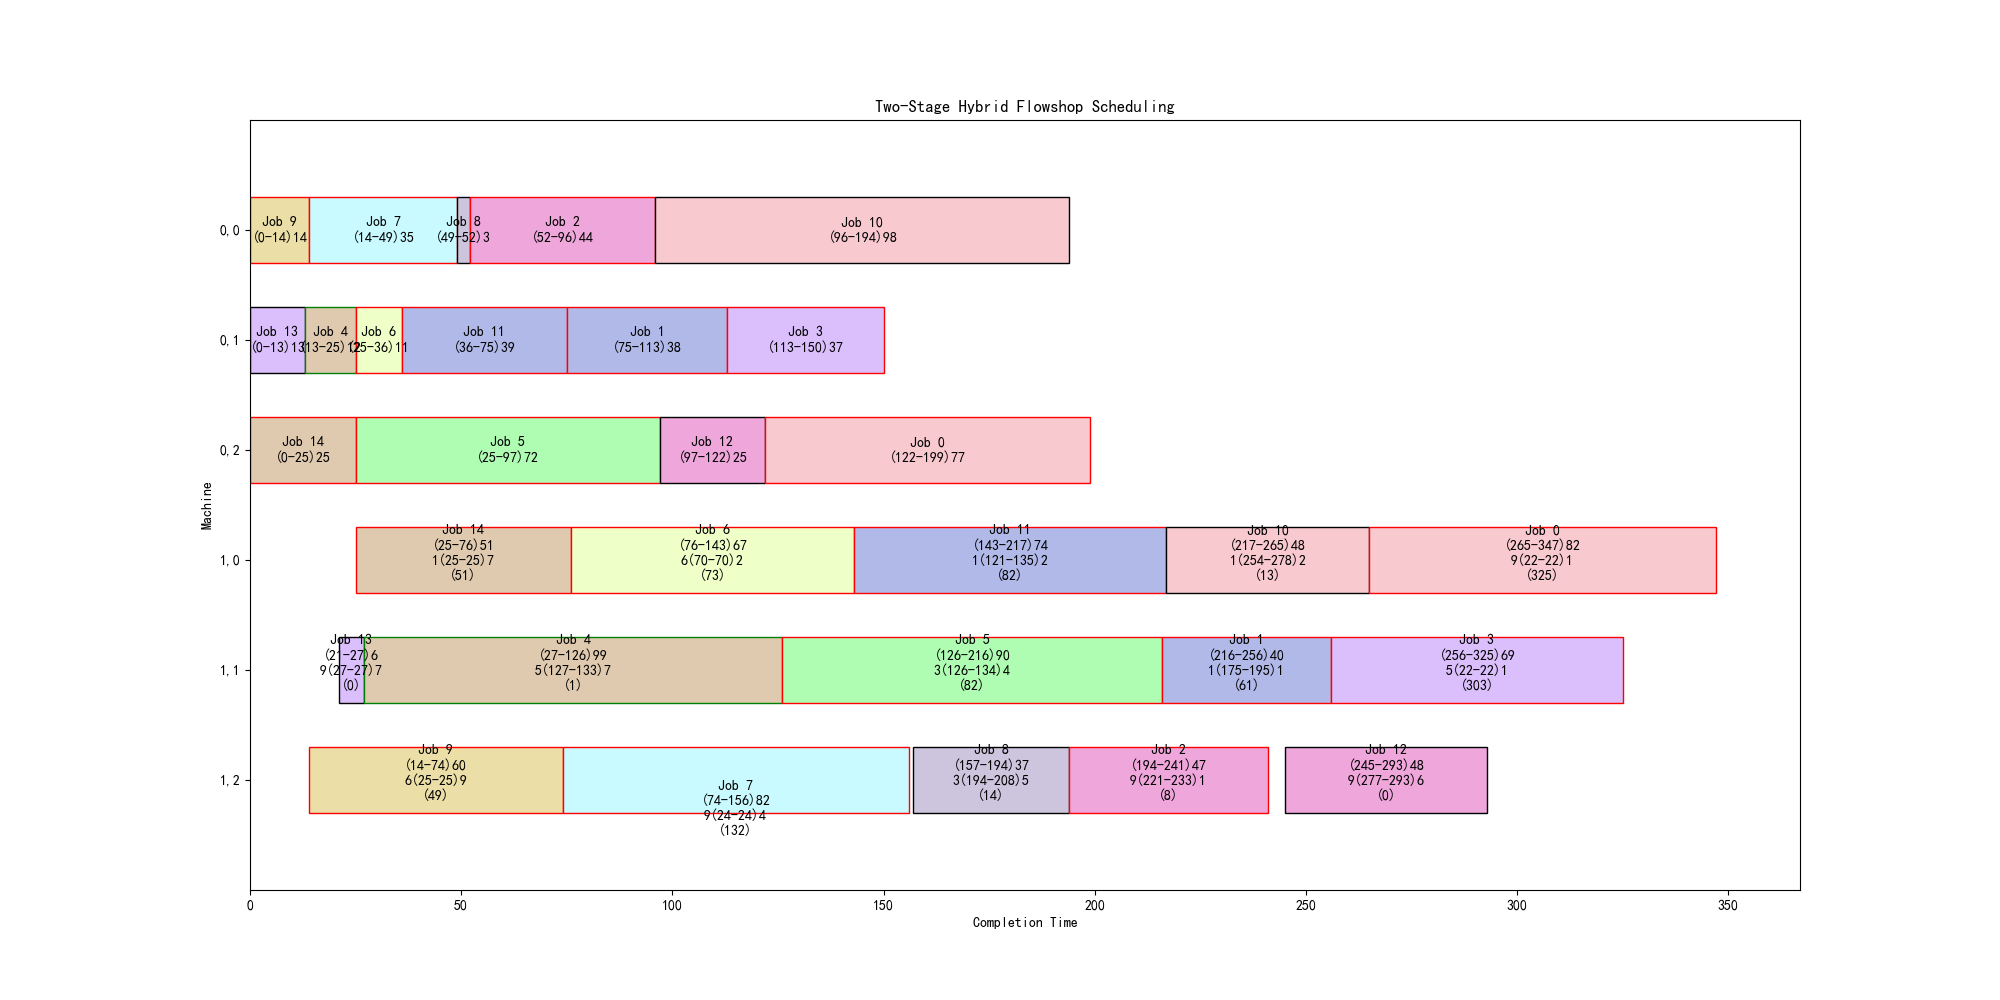 Two-Stage Hybrid Flowshop Scheduling
Machine
0,0
Job 9
(0-14)14
Job 7
(14-49)35
Job 8
(49-52)3
Job 2
(52-96)44
Job 10
(96-194)98
0,1
Job 13
(0-13)13
Job 4
(13-25)12
Job 6
(25-36)11
Job 11
(36-75)39
Job 1
(75-113)38
Job 3
(113-150)37
0,2
Job 14
(0-25)25
Job 5
(25-97)72
Job 12
(97-122)25
Job 0
(122-199)77
1,0
Job 14
(25-76)51
1(25-25)7
(51)
Job 6
(76-143)67
6(70-70)2
(73)
Job 11
(143-217)74
1(121-135)2
(82)
Job 10
(217-265)48
1(254-278)2
(13)
Job 0
(265-347)82
9(22-22)1
(325)
1,1
Job 13
(21-27)6
9(27-27)7
(0)
Job 4
(27-126)99
5(127-133)7
(1)
Job 5
(126-216)90
3(126-134)4
(82)
Job 1
(216-256)40
1(175-195)1
(61)
Job 3
(256-325)69
5(22-22)1
(303)
1,2
Job 9
(14-74)60
6(25-25)9
(49)
Job 7
(74-156)82
9(24-24)4
(132)
Job 8
(157-194)37
3(194-208)5
(14)
Job 2
(194-241)47
9(221-233)1
(8)
Job 12
(245-293)48
9(277-293)6
(0)
0 50 100 150 200 250 300 350
Completion Time